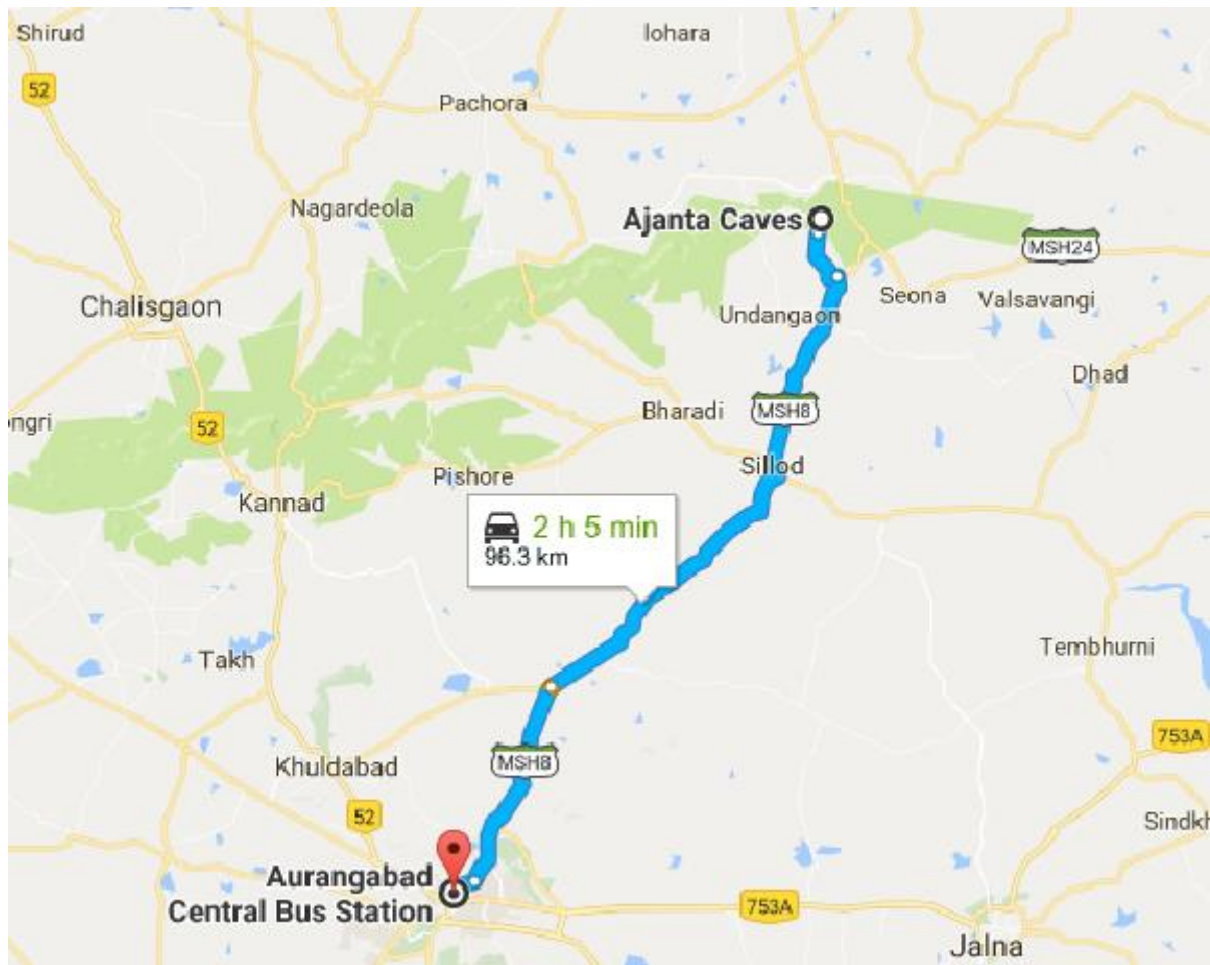 Shirud
lohara
52
Pachora
Nagardeola
Ajanta Caves
MSH24
Seona
Valsavangi
Chalisgaon
Undangaon
Dhad
ongri
52
Bharadi
MSH8
Sillod
Pishore
Kannad
2 h 5 min
96.3 km
Takh
Tembhurni
753A
Khuldabad
MSH8
52
Sindkh
Aurangabad
Central Bus Station
753A
Jalna